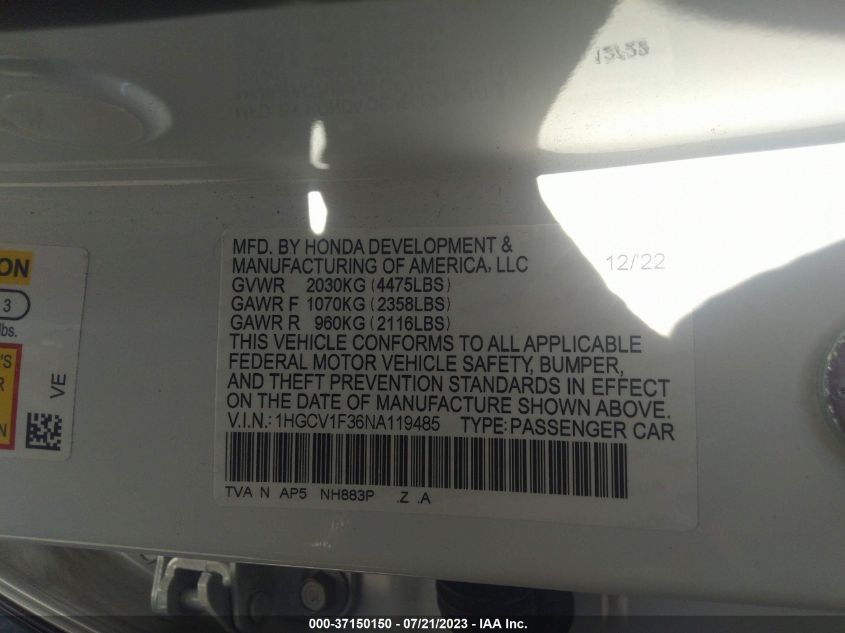 MFD. BY HONDA DEVELOPMENT &
MANUFACTURING OF AMERICA, LLC 12/22
GVWR 2030KG (4475LBS)
GAWR F 1070KG (2358LBS)
GAWR R 960KG (2116LBS)
THIS VEHICLE CONFORMS TO ALL APPLICABLE
FEDERAL MOTOR VEHICLE SAFETY, BUMPER,
AND THEFT PREVENTION STANDARDS IN EFFECT
ON THE DATE OF MANUFACTURE SHOWN ABOVE.
V.I.N.: 1HGCV1F36NA119485 TYPE: PASSENGER CAR
TVA N AP5 NH883P .Z .A
ON
3
lbs.
'S
R
N
VE
000-37150150 - 07/21/2023 - IAA Inc.